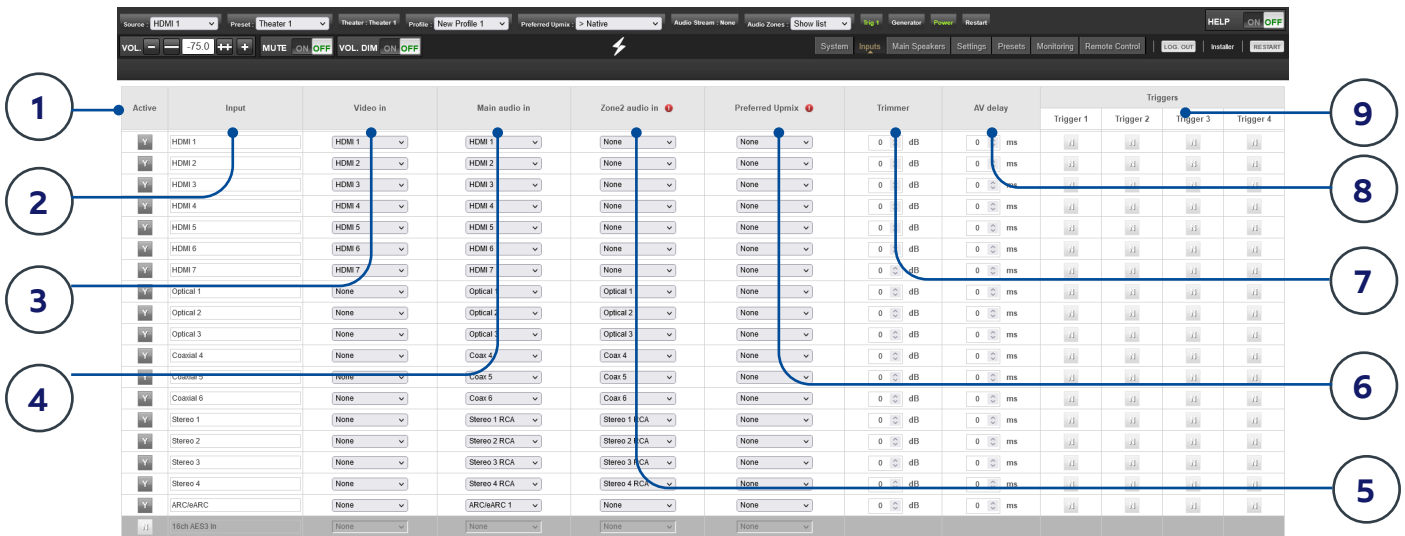 Source : HDMI 1 Preset : Theater 1 Theater : Theater 1 Profile : New Profile 1 Preferred Upmix : > Native Audio Stream : None Audio Zones : Show list Trig 1 Generator Power Restart HELP ON OFF
VOL. -75.0 MUTE ON OFF VOL. DIM ON OFF System Inputs Main Speakers Settings Presets Monitoring Remote Control LOG OUT Installer RESTART
Active Input Video in Main audio in Zone2 audio in Preferred Upmix Trimmer AV delay Triggers
Trigger 1 Trigger 2 Trigger 3 Trigger 4
Y HDMI 1 HDMI 1 HDMI 1 None None 0 dB 0 ms N N N N
Y HDMI 2 HDMI 2 HDMI 2 None None 0 dB 0 ms N N N N
Y HDMI 3 HDMI 3 HDMI 3 None None 0 dB 0 ms N N N N
Y HDMI 4 HDMI 4 HDMI 4 None None 0 dB 0 ms N N N N
Y HDMI 5 HDMI 5 HDMI 5 None None 0 dB 0 ms N N N N
Y HDMI 6 HDMI 6 HDMI 6 None None 0 dB 0 ms N N N N
Y HDMI 7 HDMI 7 HDMI 7 None None 0 dB 0 ms N N N N
Y Optical 1 None Optical 1 Optical 1 None 0 dB 0 ms N N N N
Y Optical 2 None Optical 2 Optical 2 None 0 dB 0 ms N N N N
Y Optical 3 None Optical 3 Optical 3 None 0 dB 0 ms N N N N
Y Coaxial 4 None Coax 4 Coax 4 None 0 dB 0 ms N N N N
Y Coaxial 5 None Coax 5 Coax 5 None 0 dB 0 ms N N N N
Y Coaxial 6 None Coax 6 Coax 6 None 0 dB 0 ms N N N N
Y Stereo 1 None Stereo 1 RCA Stereo 1 RCA None 0 dB 0 ms N N N N
Y Stereo 2 None Stereo 2 RCA Stereo 2 RCA None 0 dB 0 ms N N N N
Y Stereo 3 None Stereo 3 RCA Stereo 3 RCA None 0 dB 0 ms N N N N
Y Stereo 4 None Stereo 4 RCA Stereo 4 RCA None 0 dB 0 ms N N N N
Y ARC/eARC None ARC/eARC 1 None None 0 dB 0 ms N N N N
N 16ch AES3 In None None None None
1
2
3
4
5
6
7
8
9